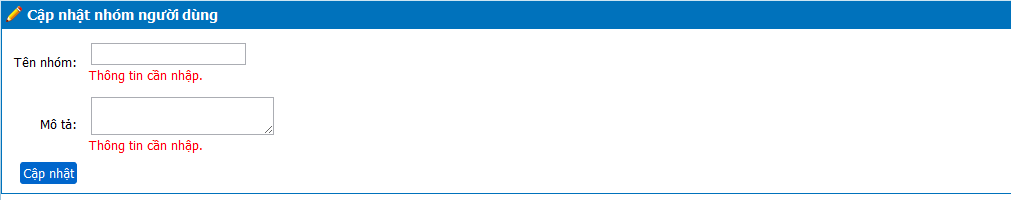 Cập nhật nhóm người dùng
Tên nhóm:
Thông tin cần nhập.
Mô tả:
Thông tin cần nhập.
Cập nhật